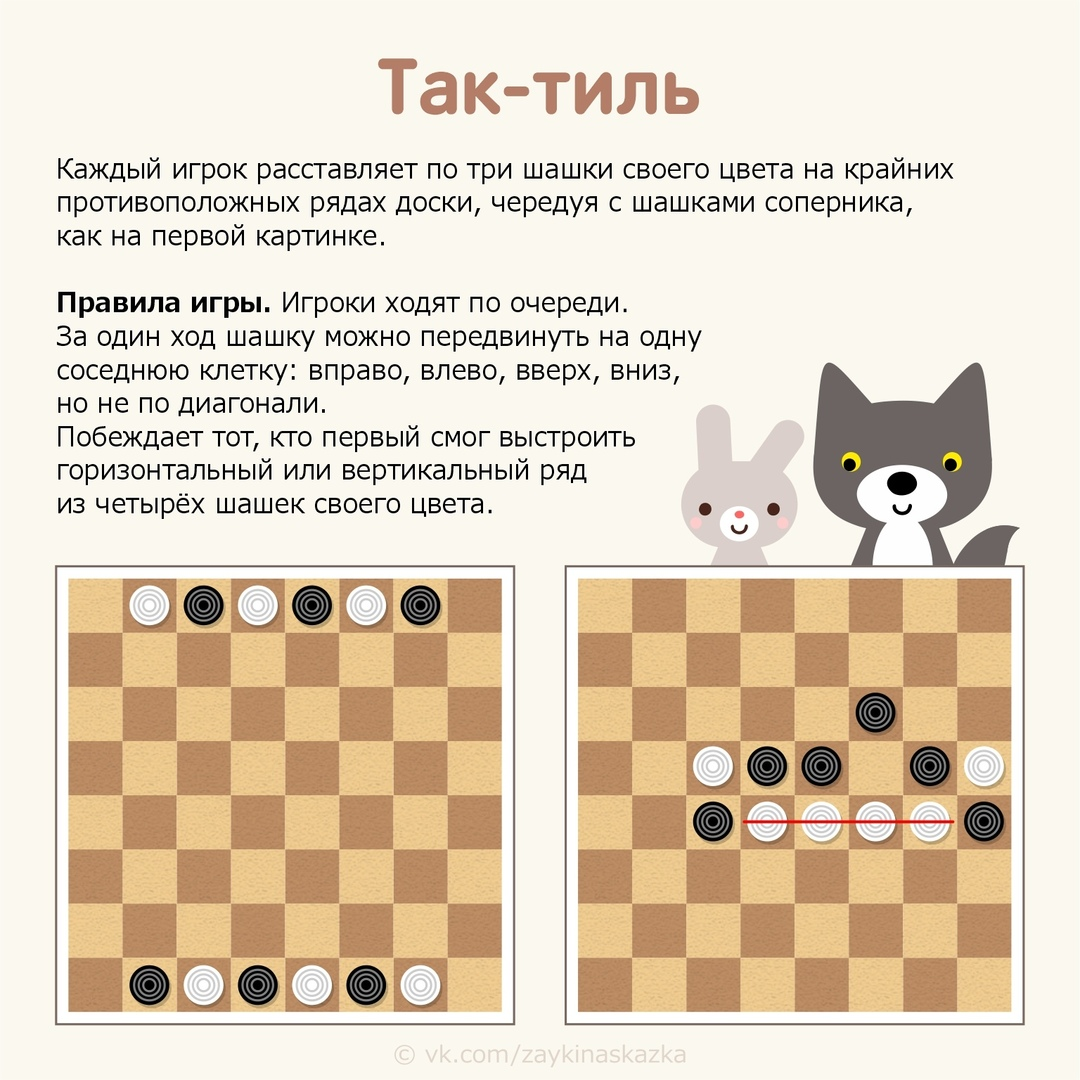 Так-тиль
Каждый игрок расставляет по три шашки своего цвета на крайних
противоположных рядах доски, чередуя с шашками соперника,
как на первой картинке.
Правила игры. Игроки ходят по очереди.
За один ход шашку можно передвинуть на одну
соседнюю клетку: вправо, влево, вверх, вниз,
но не по диагонали.
Побеждает тот, кто первый смог выстроить
горизонтальный или вертикальный ряд
из четырёх шашек своего цвета.
© vk.com/zaykinaskazka